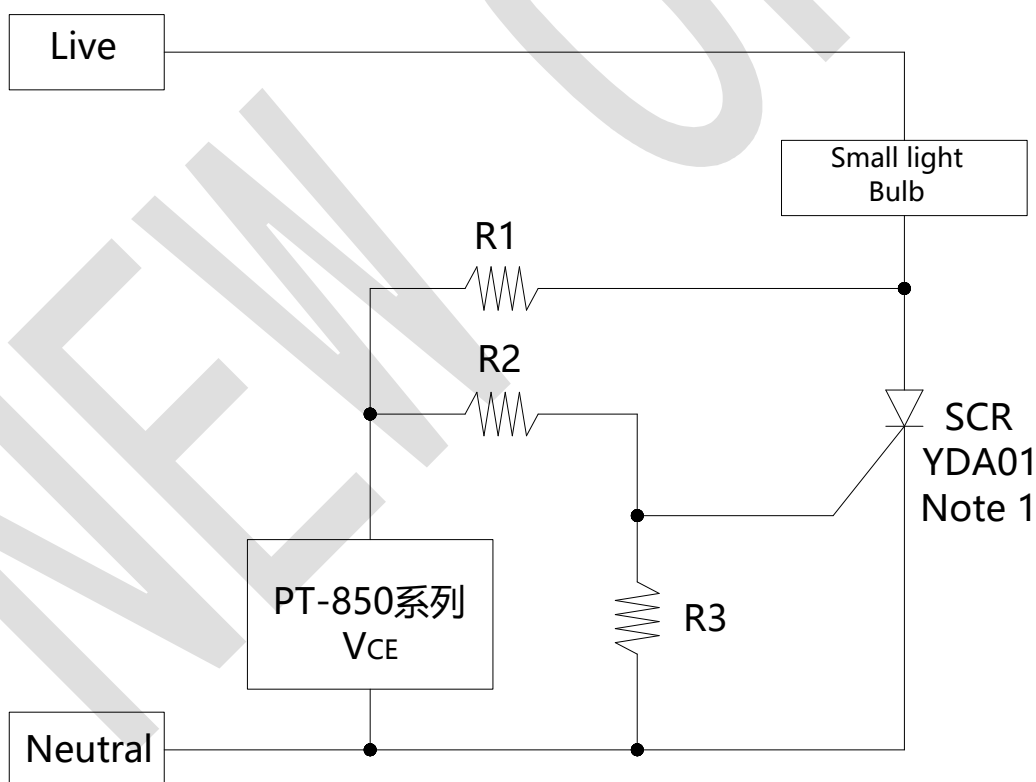 Live
Small light
Bulb
R1
R2
SCR
YDA01
Note 1
PT-850系列
VCE
R3
Neutral
NEW